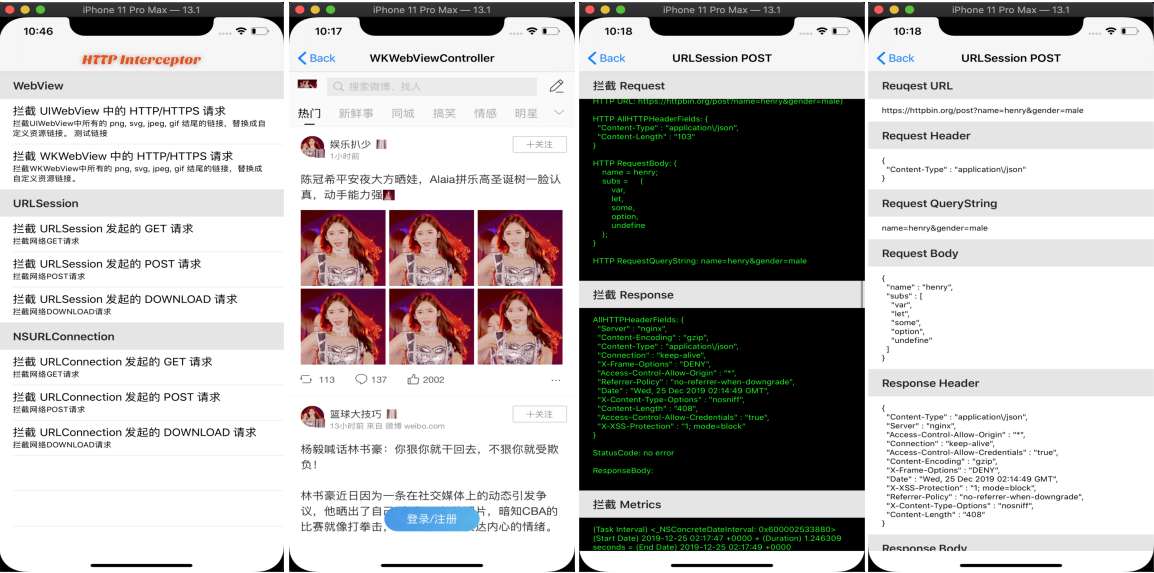 iPhone 11 Pro Max — 13.1
10:46
HTTP Interceptor
WebView
拦截 UIWebView 中的 HTTP/HTTPS 请求
拦截UIWebView中所有的 png, svg, jpeg, gif 结尾的链接，替换成自
定义资源链接。 测试链接
拦截 WKWebView 中的 HTTP/HTTPS 请求
拦截WKWebView中所有的 png, svg, jpeg, gif 结尾的链接，替换成
自定义资源链接。
URLSession
拦截 URLSession 发起的 GET 请求
拦截网络GET请求
拦截 URLSession 发起的 POST 请求
拦截网络POST请求
拦截 URLSession 发起的 DOWNLOAD 请求
拦截网络DOWNLOAD请求
NSURLConnection
拦截 URLConnection 发起的 GET 请求
拦截网络GET请求
拦截 URLConnection 发起的 POST 请求
拦截网络POST请求
拦截 URLConnection 发起的 DOWNLOAD 请求
拦截网络DOWNLOAD请求
iPhone 11 Pro Max — 13.1
10:17
Back
WKWebViewController
搜索微博、找人
热门 新鲜事 同城 搞笑 情感 明星
娱乐扒少
1小时前
＋关注
陈冠希平安夜大方晒娃，Alaia拼乐高圣诞树一脸认
真，动手能力强
113 137 2002
篮球大技巧
13小时前 来自 微博 weibo.com
＋关注
杨毅喊话林书豪：你狠你就干回去，不狠你就受欺
负！
林书豪近日因为一条在社交媒体上的动态引发争
议，他晒出了自己 片，暗知CBA的
比赛就像打拳击， 达内心的情绪。
登录/注册
iPhone 11 Pro Max — 13.1
10:18
Back
URLSession POST
拦截 Request
HTTP URL: https://httpbin.org/post?name=henry&gender=male)
HTTP AllHTTPHeaderFields: {
"Content-Type" : "application\/json",
"Content-Length" : "103"
}
HTTP RequestBody: {
name = henry;
subs = (
var,
let,
some,
option,
undefine
);
}
HTTP RequestQueryString: name=henry&gender=male
拦截 Response
AllHTTPHeaderFields: {
"Server" : "nginx",
"Content-Encoding" : "gzip",
"Content-Type" : "application\/json",
"Connection" : "keep-alive",
"X-Frame-Options" : "DENY",
"Access-Control-Allow-Origin" : "*",
"Referrer-Policy" : "no-referrer-when-downgrade",
"Date" : "Wed, 25 Dec 2019 02:14:49 GMT",
"X-Content-Type-Options" : "nosniff",
"Content-Length" : "408",
"Access-Control-Allow-Credentials" : "true",
"X-XSS-Protection" : "1; mode=block"
}
StatusCode: no error
ResponseBody:
拦截 Metrics
(Task Interval) <_NSConcreteDateInterval: 0x600002533880>
(Start Date) 2019-12-25 02:17:47 +0000 + (Duration) 1.246309
seconds = (End Date) 2019-12-25 02:17:49 +0000
iPhone 11 Pro Max — 13.1
10:18
Back
URLSession POST
Reuqest URL
https://httpbin.org/post?name=henry&gender=male
Request Header
{
"Content-Type" : "application\/json"
}
Request QueryString
name=henry&gender=male
Request Body
{
"name" : "henry",
"subs" : [
"var",
"let",
"some",
"option",
"undefine"
]
}
Response Header
{
"Content-Type" : "application\/json",
"Server" : "nginx",
"Access-Control-Allow-Origin" : "*",
"Connection" : "keep-alive",
"Access-Control-Allow-Credentials" : "true",
"Content-Encoding" : "gzip",
"X-Frame-Options" : "DENY",
"Date" : "Wed, 25 Dec 2019 02:14:49 GMT",
"X-XSS-Protection" : "1; mode=block",
"Referrer-Policy" : "no-referrer-when-downgrade",
"X-Content-Type-Options" : "nosniff",
"Content-Length" : "408"
}
Response Body